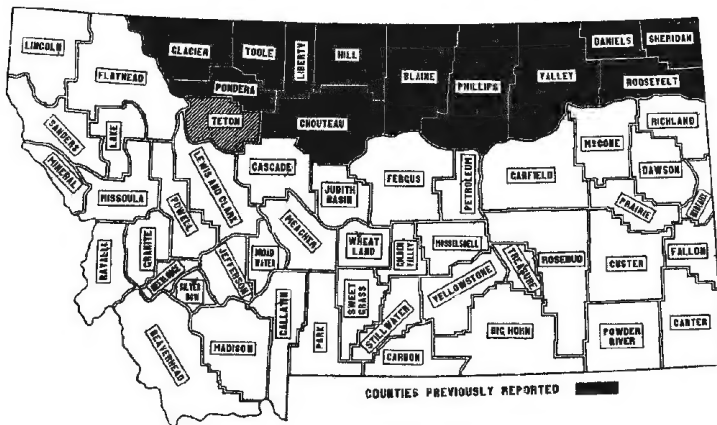 LINCOLN
FLATHEAD
GLACIER
TOOLE
LIBERTY
HILL
BLAINE
PHILLIPS
VALLEY
DANIELS
SHERIDAN
ROOSEVELT
PONDERA
TETON
CHOUTEAU
SANDERS
LAKE
MINERAL
MISSOULA
POWELL
LEWIS AND CLARK
CASCADE
JUDITH
BASIN
FERGUS
PETROLEUM
GARFIELD
MCCONE
RICHLAND
DAWSON
PRAIRIE
WIBAUX
RAVALLI
GRANITE
JEFFERSON
BROAD
WATER
MEAGHER
WHEAT
LAND
GOLDEN
VALLEY
MUSSELSHELL
TREASURE
ROSEBUD
CUSTER
FALLON
SILVER
BOW
BEAVERHEAD
MADISON
GALLATIN
PARK
SWEET
GRASS
STILLWATER
YELLOWSTONE
CARBON
BIG HORN
POWDER
RIVER
CARTER
COUNTIES PREVIOUSLY REPORTED